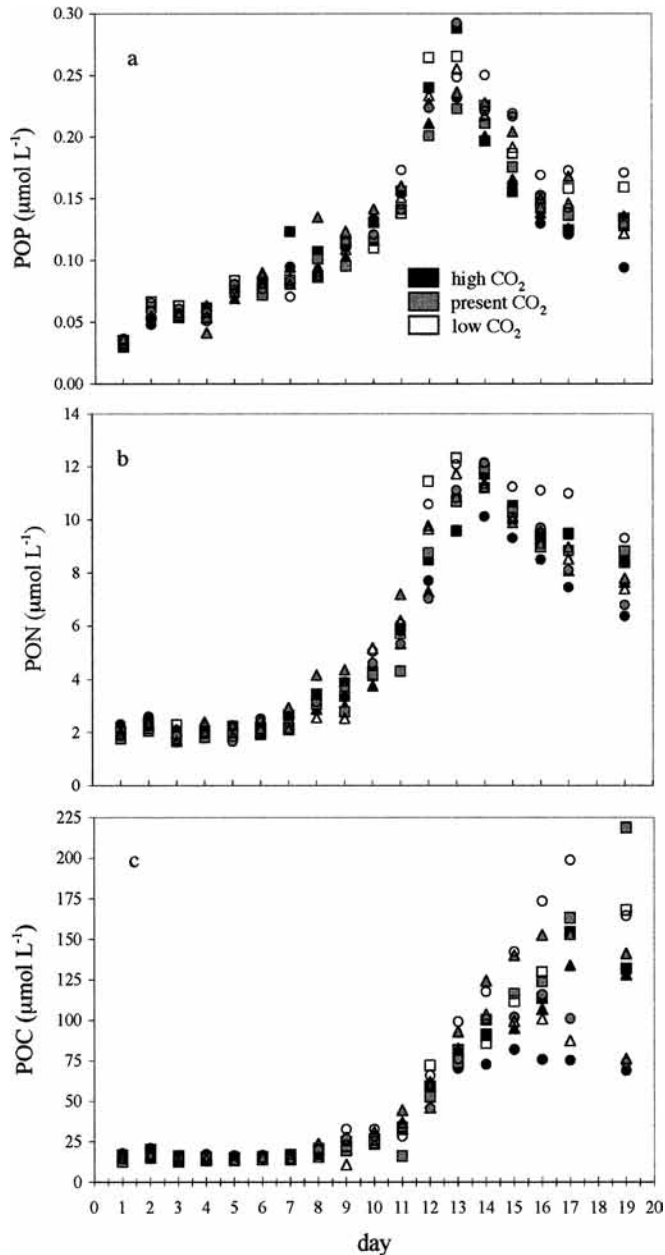 0.30
a
0.25
0.20
0.15
0.10
0.05
0.00
POP (µmol L⁻¹)
high CO₂
present CO₂
low CO₂
14
b
12
10
8
6
4
2
0
PON (µmol L⁻¹)
225
c
200
175
150
125
100
75
50
25
0
POC (µmol L⁻¹)
0 1 2 3 4 5 6 7 8 9 10 11 12 13 14 15 16 17 18 19 20
day